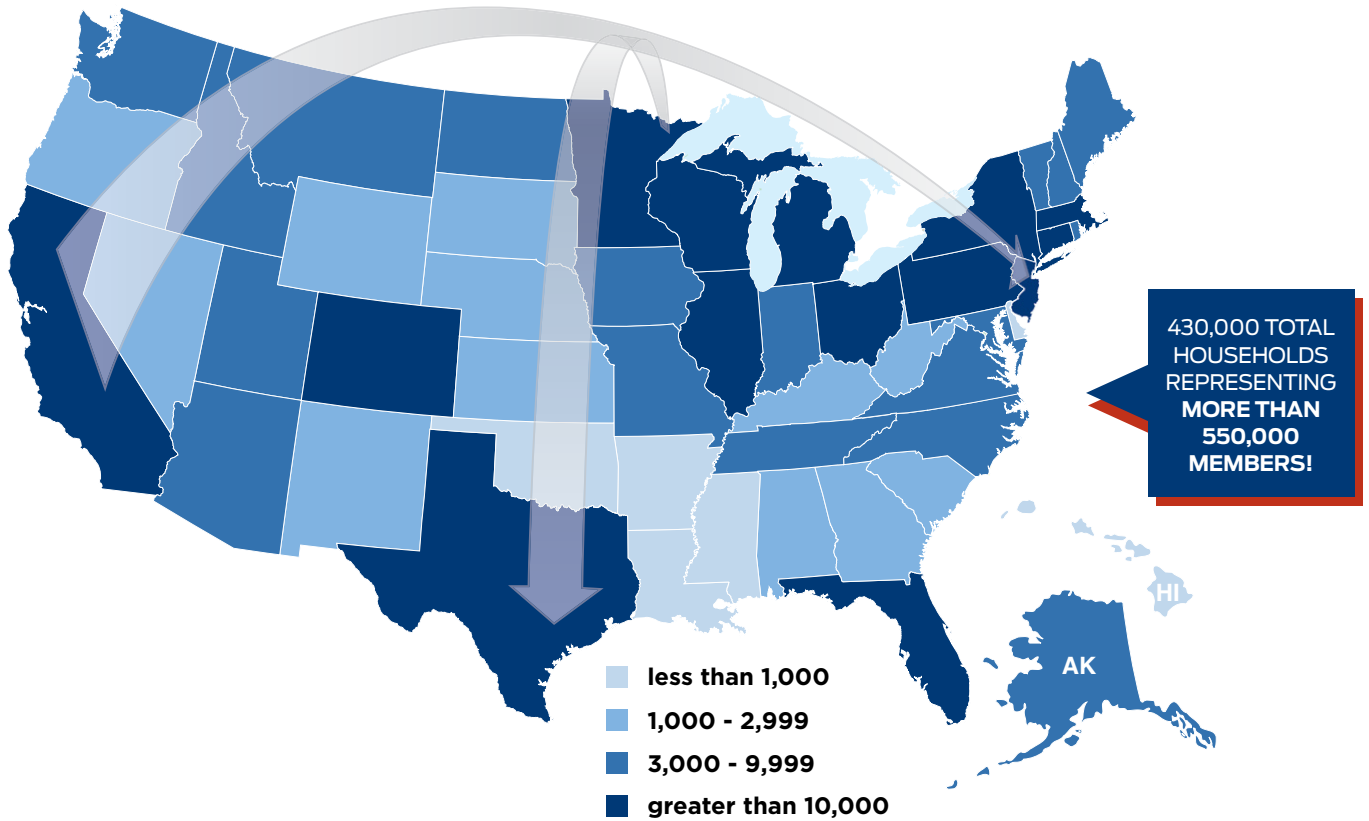 430,000 TOTAL
HOUSEHOLDS
REPRESENTING
MORE THAN
550,000
MEMBERS!
HI
AK
less than 1,000
1,000 - 2,999
3,000 - 9,999
greater than 10,000